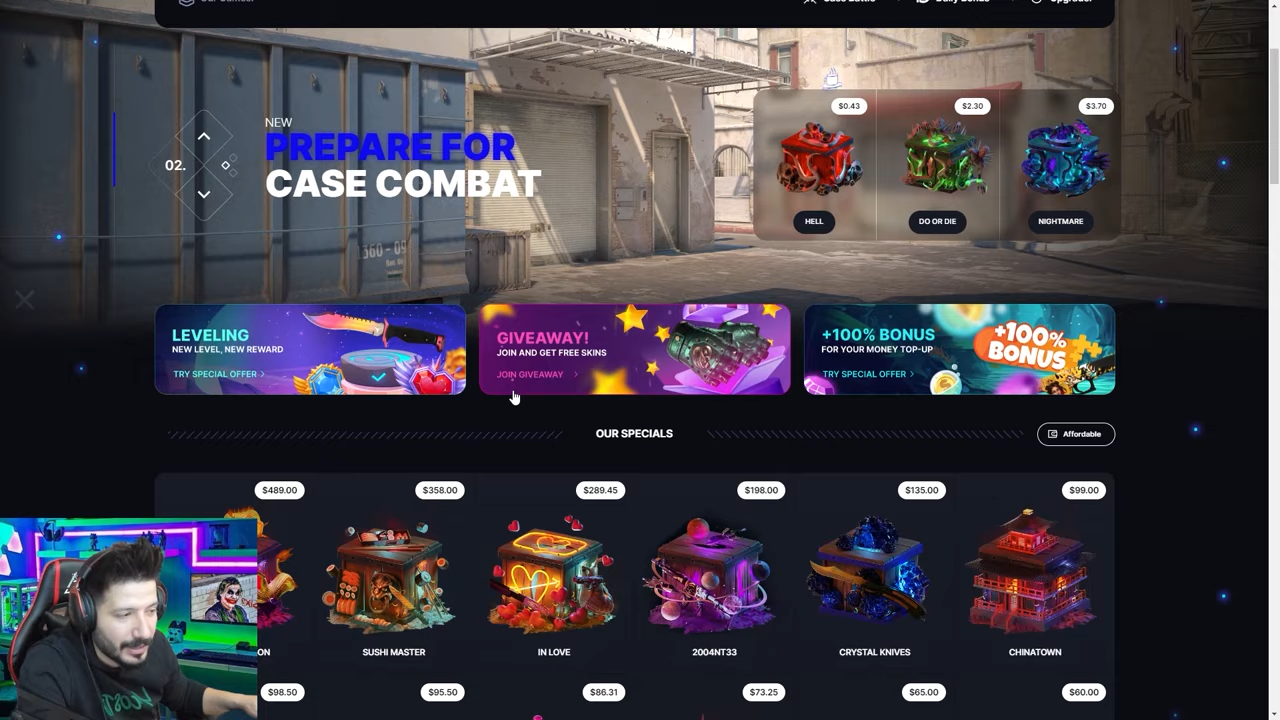 02.
NEW
PREPARE FOR
CASE COMBAT
$0.43
$2.30
$3.70
HELL
DO OR DIE
NIGHTMARE
LEVELING
NEW LEVEL, NEW REWARD
TRY SPECIAL OFFER
GIVEAWAY!
JOIN AND GET FREE SKINS
JOIN GIVEAWAY
+100% BONUS
FOR YOUR MONEY TOP-UP
TRY SPECIAL OFFER
+100%
BONUS
OUR SPECIALS
Affordable
$489.00
$358.00
$289.45
$198.00
$135.00
$99.00
ON
SUSHI MASTER
IN LOVE
2004NT33
CRYSTAL KNIVES
CHINATOWN
$98.50
$95.50
$86.31
$73.25
$65.00
$60.00